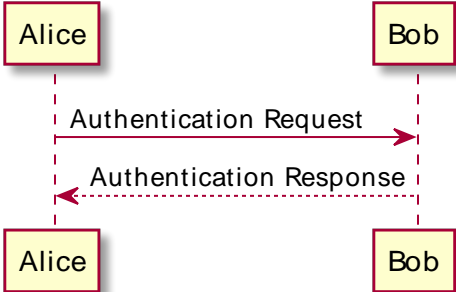 Alice
Bob
Authentication Request
Authentication Response
Alice
Bob